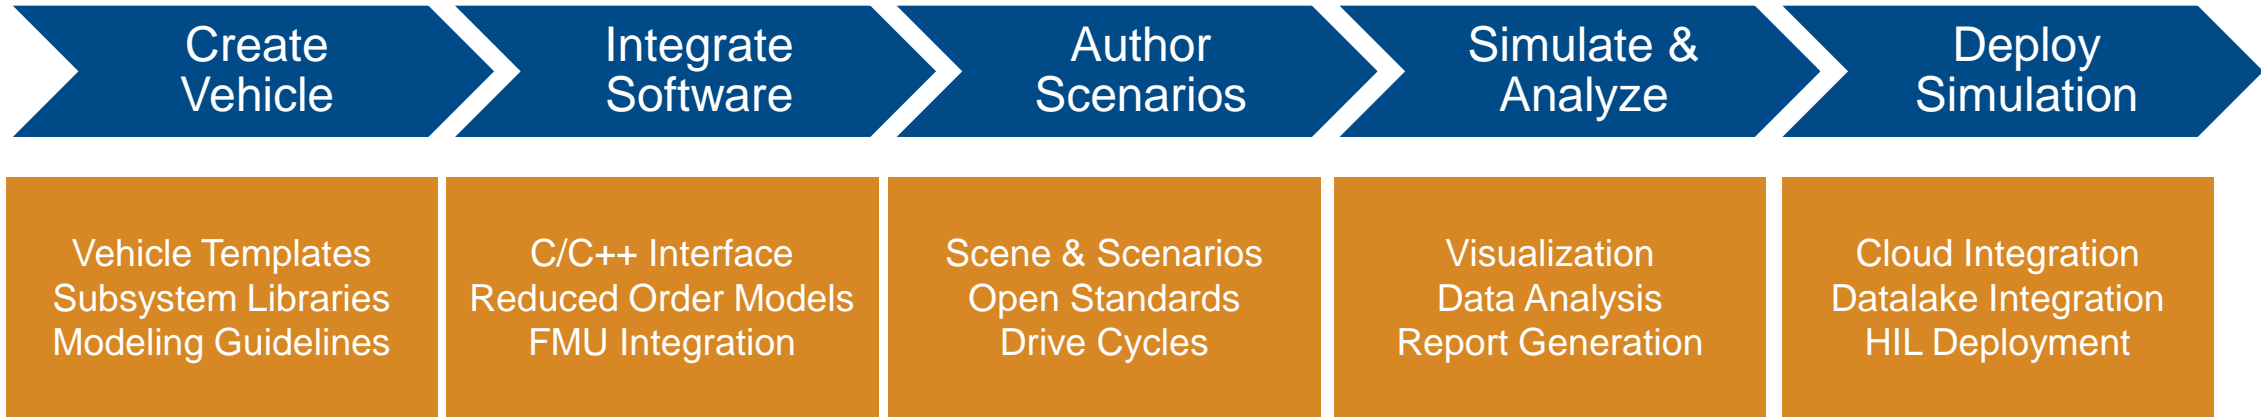 Create
Vehicle
Integrate
Software
Author
Scenarios
Simulate &
Analyze
Deploy
Simulation
Vehicle Templates
Subsystem Libraries
Modeling Guidelines
C/C++ Interface
Reduced Order Models
FMU Integration
Scene & Scenarios
Open Standards
Drive Cycles
Visualization
Data Analysis
Report Generation
Cloud Integration
Datalake Integration
HIL Deployment